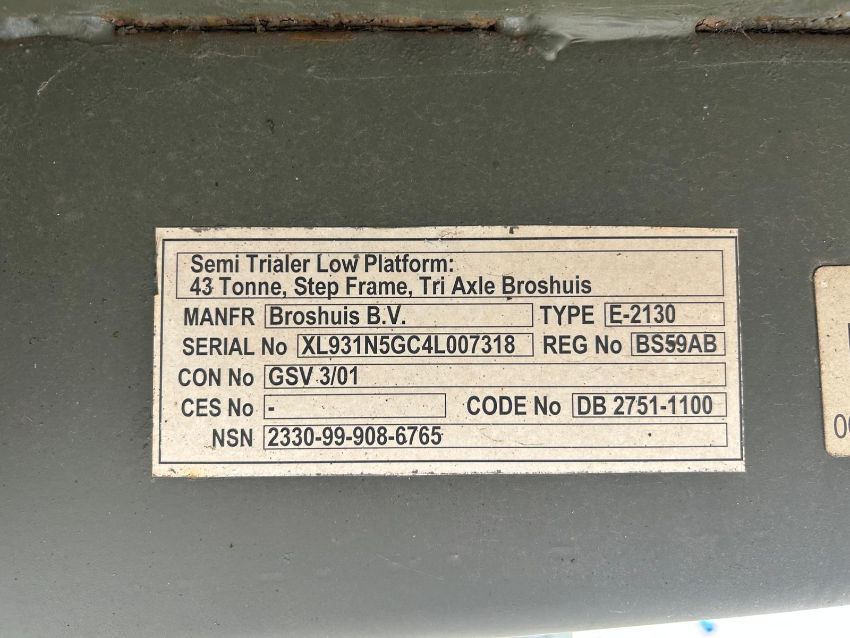 Semi Trialer Low Platform:
43 Tonne, Step Frame, Tri Axle Broshuis
MANFR Broshuis B.V. TYPE E-2130
SERIAL No XL931N5GC4L007318 REG No BS59AB
CON No GSV 3/01
CES No - CODE No DB 2751-1100
NSN 2330-99-908-6765